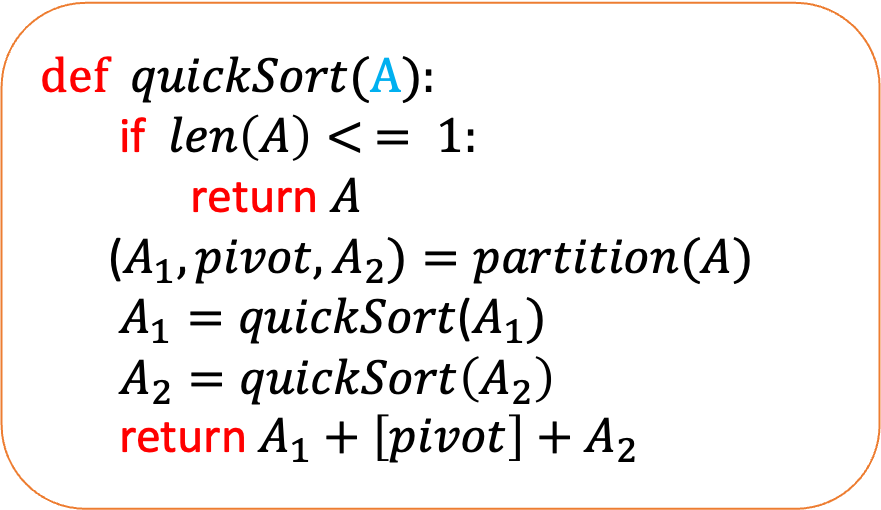 def quickSort(A):
if len(A) <= 1:
return A
(A₁, pivot, A₂) = partition(A)
A₁ = quickSort(A₁)
A₂ = quickSort(A₂)
return A₁ + [pivot] + A₂